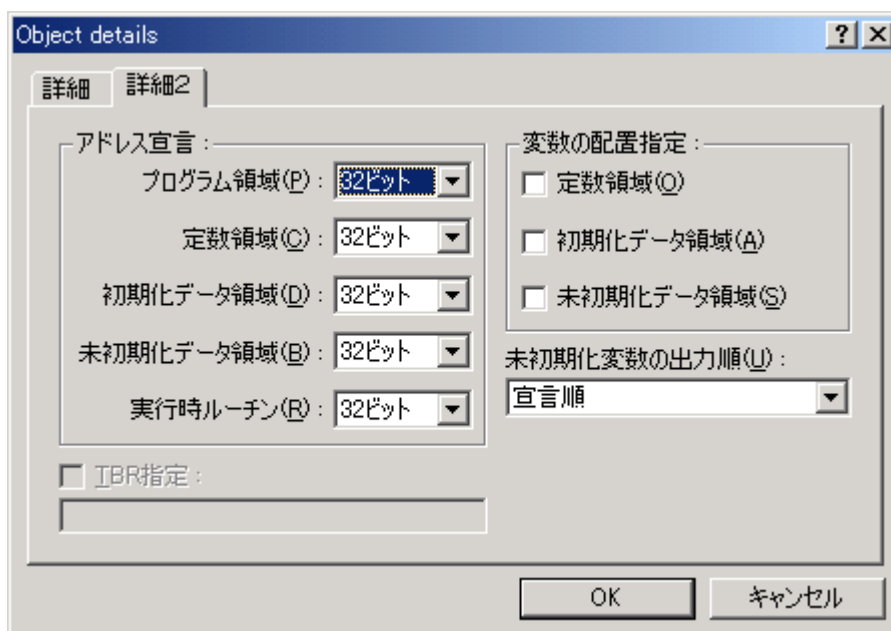 Object details
詳細 詳細2
アドレス宣言：
プログラム領域(P)： 32ビット
定数領域(C)： 32ビット
初期化データ領域(D)： 32ビット
未初期化データ領域(B)： 32ビット
実行時ルーチン(R)： 32ビット
TBR指定：
変数の配置指定：
定数領域(O)
初期化データ領域(A)
未初期化データ領域(S)
未初期化変数の出力順(U)：
宣言順
OK キャンセル